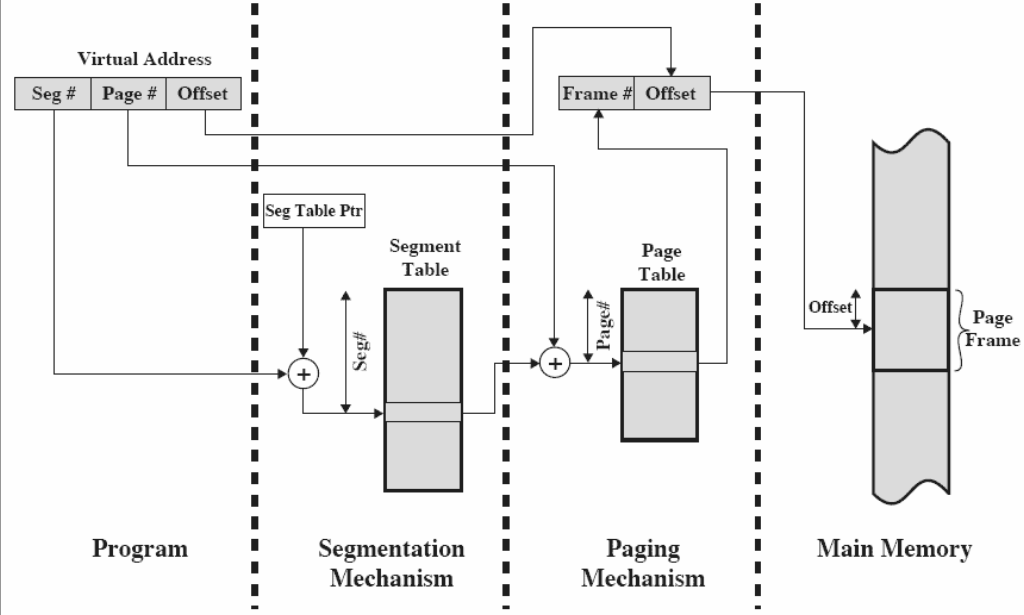 Virtual Address
Seg # Page # Offset
Frame # Offset
Seg Table Ptr
Segment
Table
Page
Table
Seg#
+
+
Page#
Offset
Page
Frame
Program
Segmentation
Mechanism
Paging
Mechanism
Main Memory